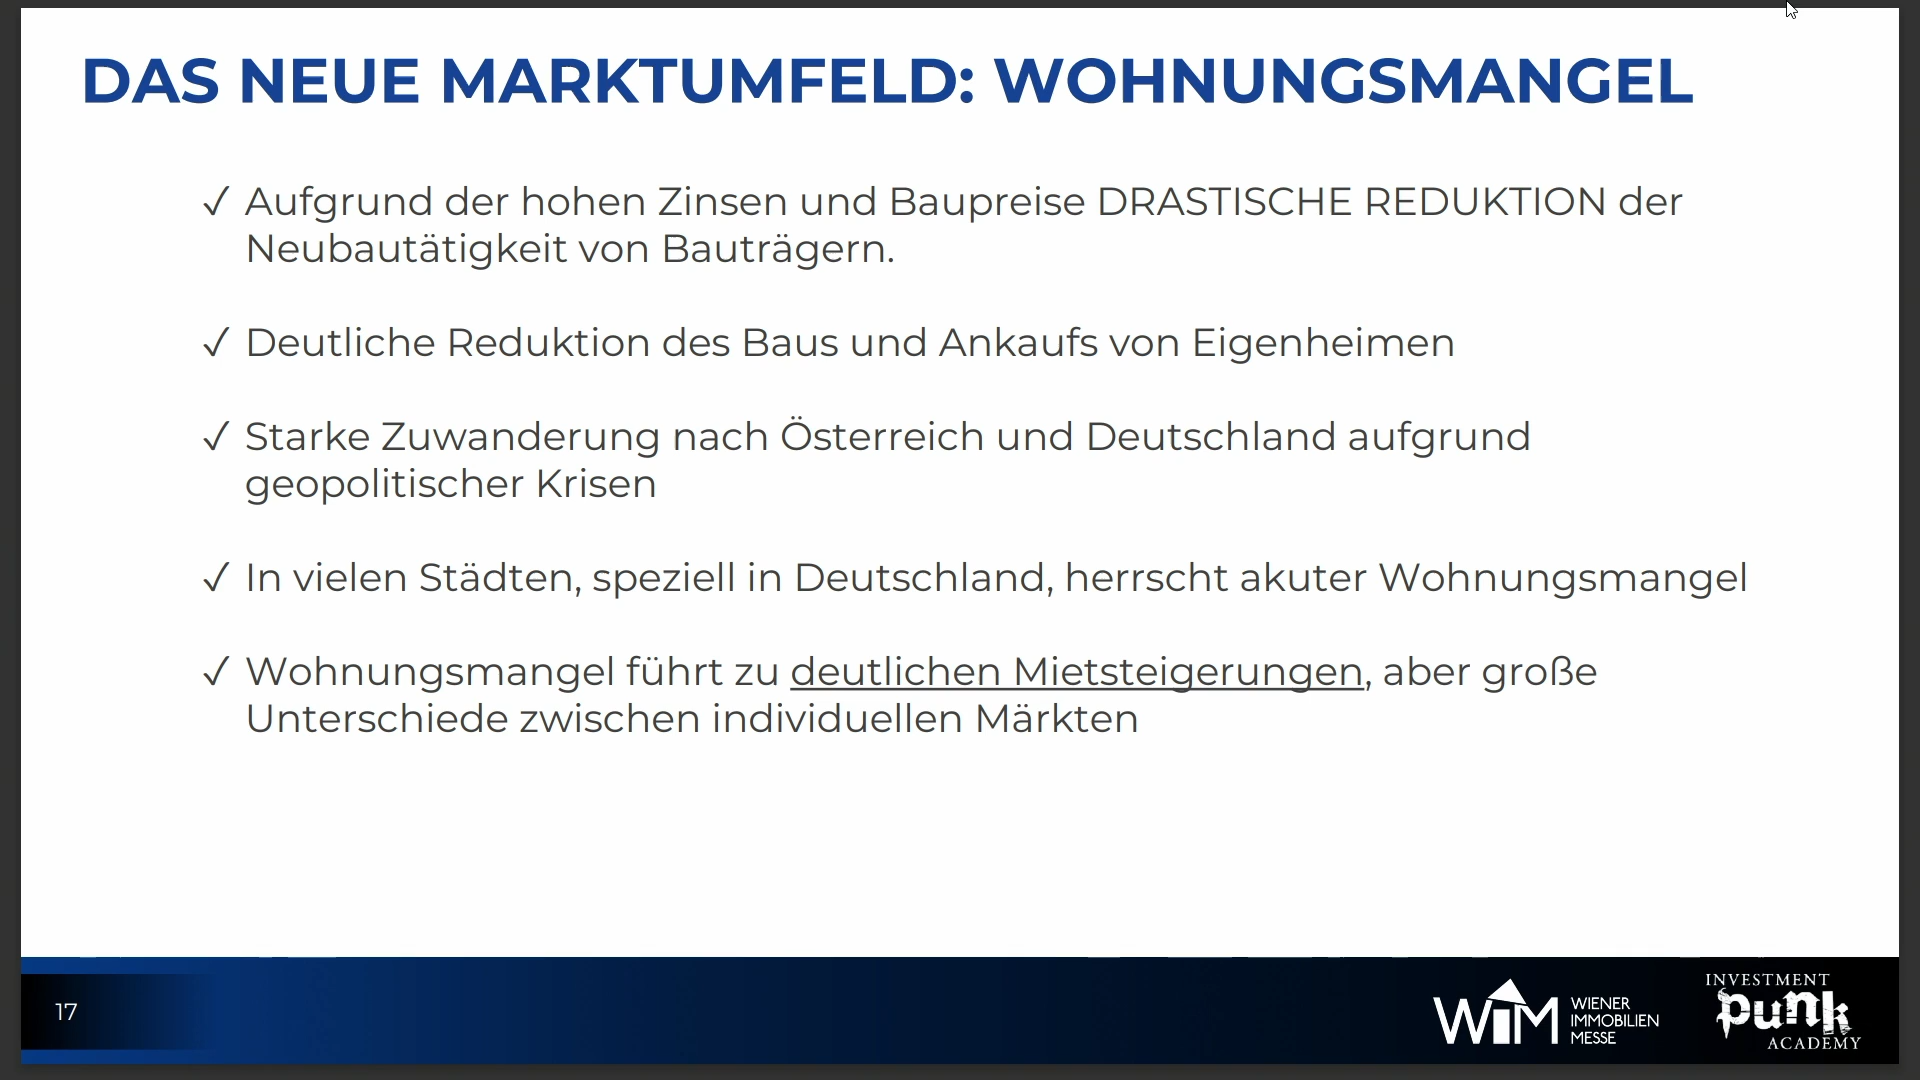 DAS NEUE MARKTUMFELD: WOHNUNGSMANGEL
✓ Aufgrund der hohen Zinsen und Baupreise DRASTISCHE REDUKTION der
Neubautätigkeit von Bauträgern.
✓ Deutliche Reduktion des Baus und Ankaufs von Eigenheimen
✓ Starke Zuwanderung nach Österreich und Deutschland aufgrund
geopolitischer Krisen
✓ In vielen Städten, speziell in Deutschland, herrscht akuter Wohnungsmangel
✓ Wohnungsmangel führt zu deutlichen Mietsteigerungen, aber große
Unterschiede zwischen individuellen Märkten
17
WIM
WIENER
IMMOBILIEN
MESSE
INVESTMENT
punk
ACADEMY